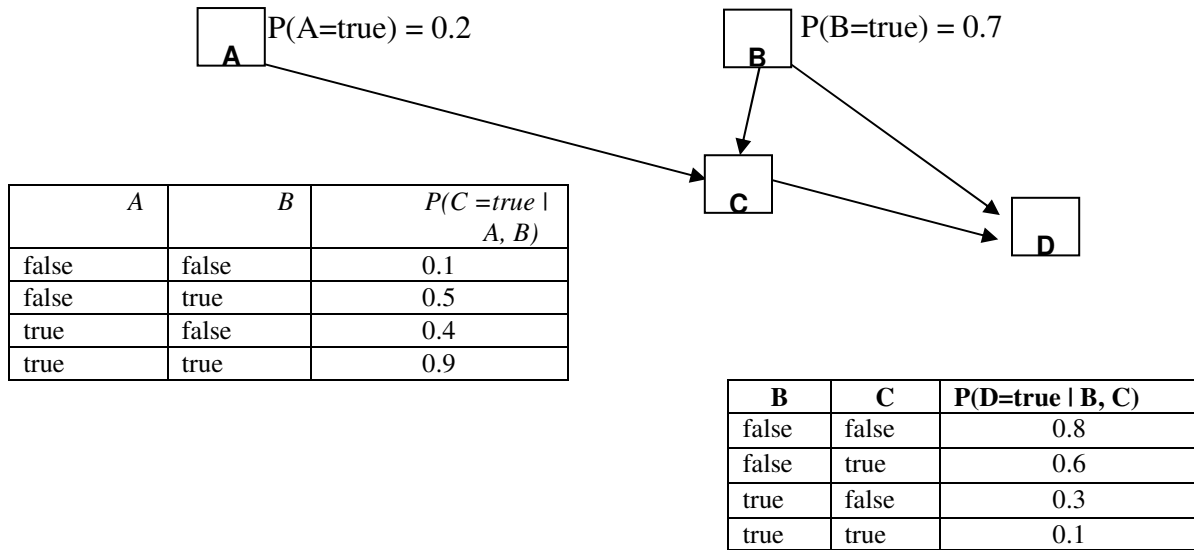 P(A=true) = 0.2
A
P(B=true) = 0.7
B
C
D
A B P(C =true |
A, B)
false false 0.1
false true 0.5
true false 0.4
true true 0.9
B C P(D=true | B, C)
false false 0.8
false true 0.6
true false 0.3
true true 0.1